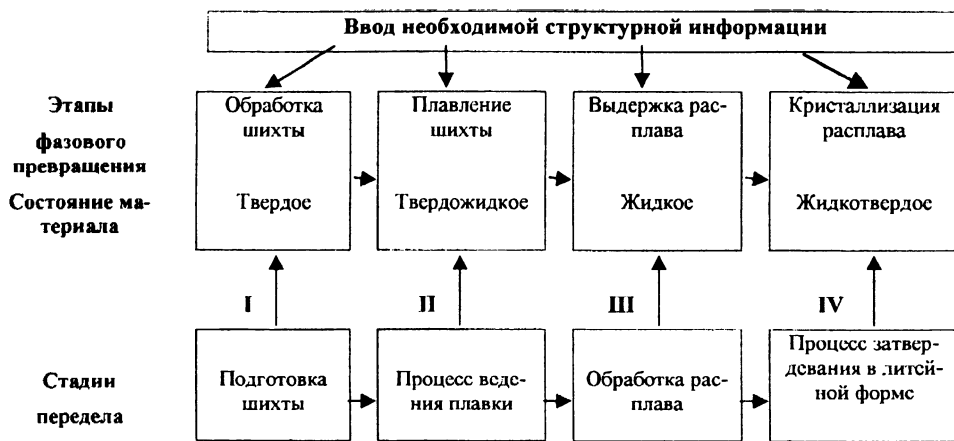 Ввод необходимой структурной информации
Этапы
фазового
превращения
Состояние ма-
териала
Обработка
шихты
Твердое
Плавление
шихты
Твердожидкое
Выдержка рас-
плава
Жидкое
Кристаллизация
расплава
Жидкотвердое
I
II
III
IV
Стадии
передела
Подготовка
шихты
Процесс веде-
ния плавки
Обработка рас-
плава
Процесс затвер-
девания в литей-
ной форме